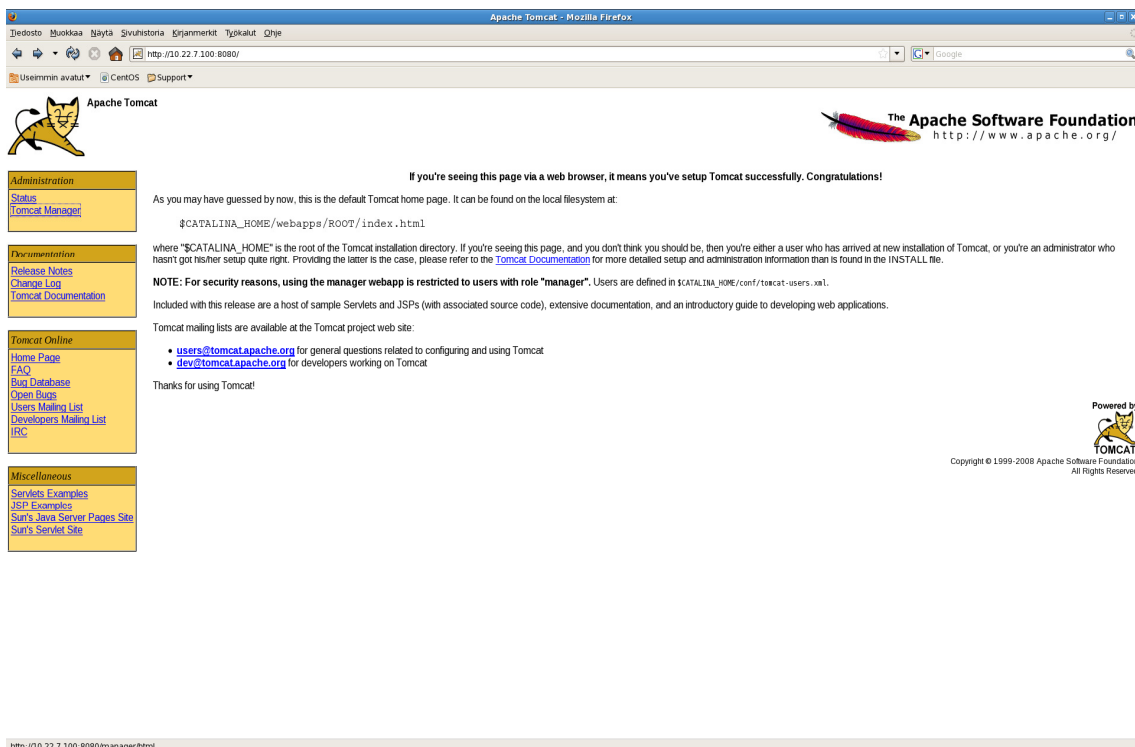 Apache Tomcat - Mozilla Firefox
Tiedosto Muokkaa Näytä Sivuhistoria Kirjanmerkit Työkalut Ohje
http://10.22.7.100:8080/
Google
Useimmin avatut CentOS Support
Apache Tomcat
The Apache Software Foundation
http://www.apache.org/
Administration
Status
Tomcat Manager
Documentation
Release Notes
Change Log
Tomcat Documentation
Tomcat Online
Home Page
FAQ
Bug Database
Open Bugs
Users Mailing List
Developers Mailing List
IRC
Miscellaneous
Servlets Examples
JSP Examples
Sun's Java Server Pages Site
Sun's Servlet Site
If you're seeing this page via a web browser, it means you've setup Tomcat successfully. Congratulations!
As you may have guessed by now, this is the default Tomcat home page. It can be found on the local filesystem at:
$CATALINA_HOME/webapps/ROOT/index.html
where "$CATALINA_HOME" is the root of the Tomcat installation directory. If you're seeing this page, and you don't think you should be, then you're either a user who has arrived at new installation of Tomcat, or you're an administrator who
hasn't got his/her setup quite right. Providing the latter is the case, please refer to the Tomcat Documentation for more detailed setup and administration information than is found in the INSTALL file.
NOTE: For security reasons, using the manager webapp is restricted to users with role "manager". Users are defined in $CATALINA_HOME/conf/tomcat-users.xml.
Included with this release are a host of sample Servlets and JSPs (with associated source code), extensive documentation, and an introductory guide to developing web applications.
Tomcat mailing lists are available at the Tomcat project web site:
• users@tomcat.apache.org for general questions related to configuring and using Tomcat
• dev@tomcat.apache.org for developers working on Tomcat
Thanks for using Tomcat!
Powered by
TOMCAT
Copyright © 1999-2008 Apache Software Foundation
All Rights Reserve
http://10.22.7.100:8080/manager/html